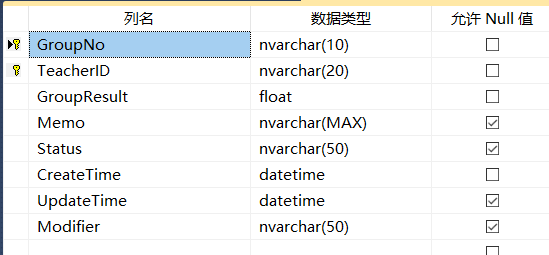 列名 数据类型 允许 Null 值
GroupNo nvarchar(10)
TeacherID nvarchar(20)
GroupResult float
Memo nvarchar(MAX)
Status nvarchar(50)
CreateTime datetime
UpdateTime datetime
Modifier nvarchar(50)